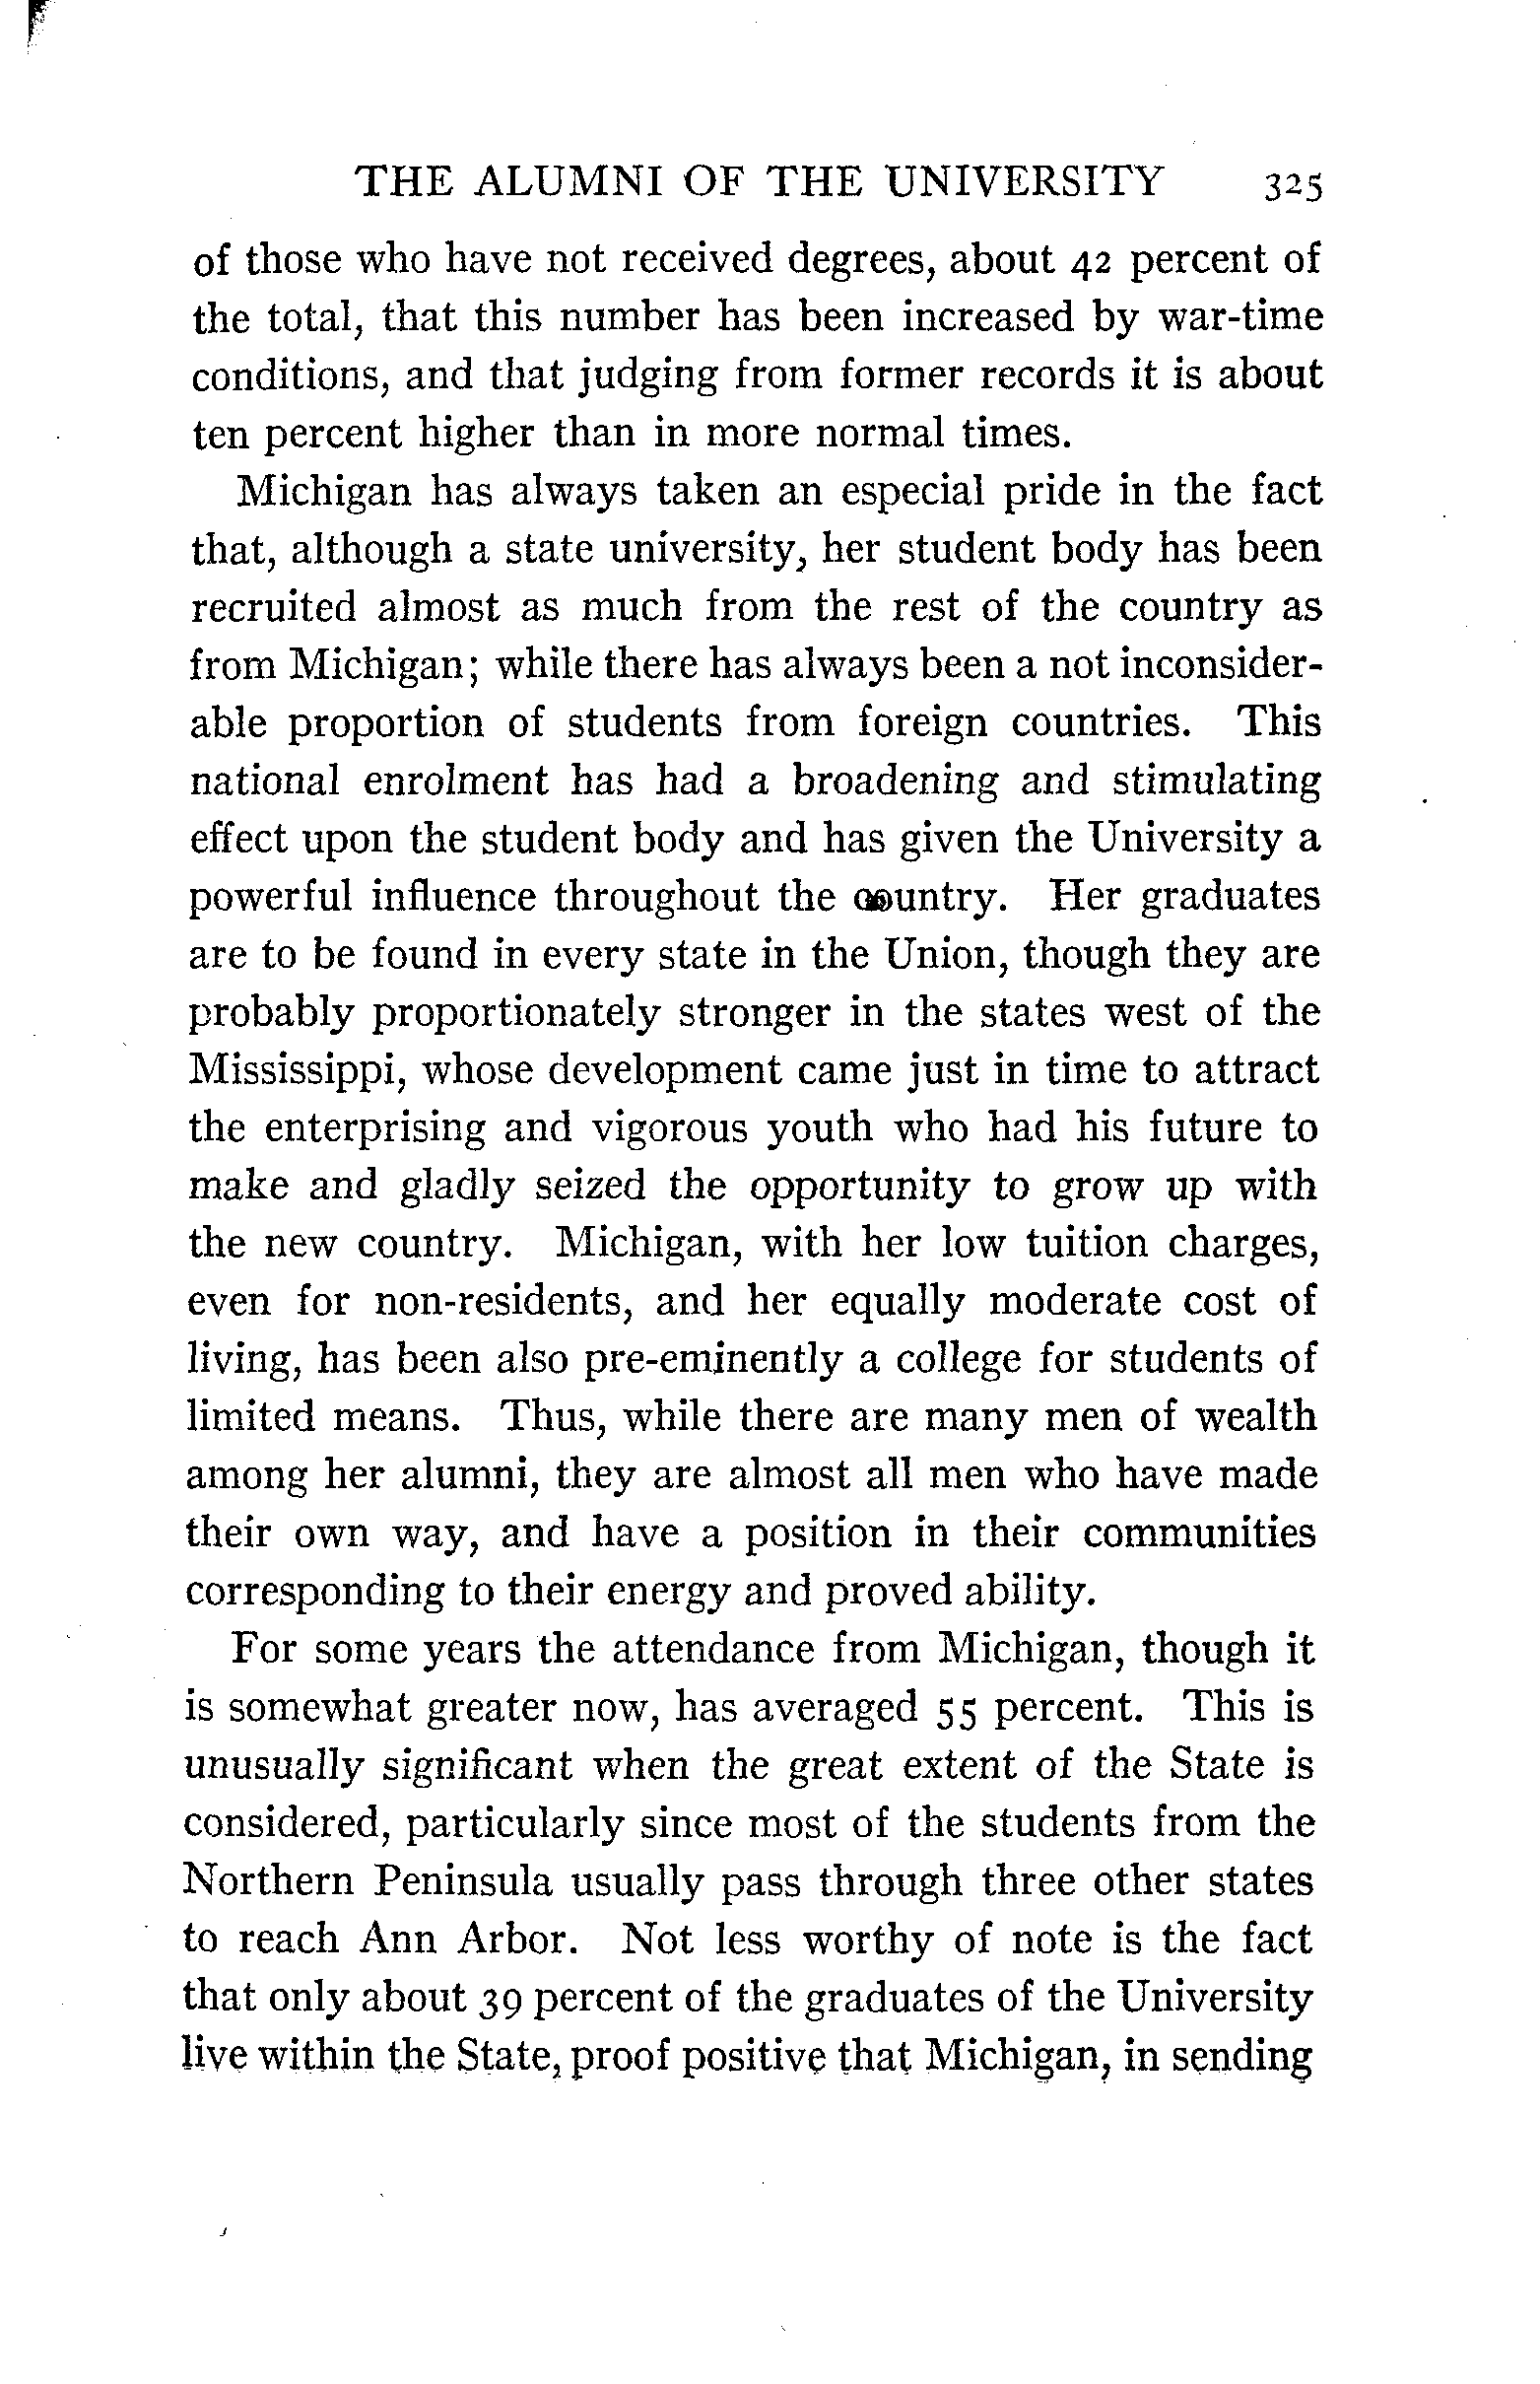 THE ALUMNI OF THE UNIVERSITY 325
of those who have not received degrees, about 42 percent of
the total, that this number has been increased by war-time
conditions, and that judging from former records it is about
ten percent higher than in more normal times.
Michigan has always taken an especial pride in the fact
that, although a state university, her student body has been
recruited almost as much from the rest of the country as
from Michigan; while there has always been a not inconsider-
able proportion of students from foreign countries. This
national enrolment has had a broadening and stimulating
effect upon the student body and has given the University a
powerful influence throughout the country. Her graduates
are to be found in every state in the Union, though they are
probably proportionately stronger in the states west of the
Mississippi, whose development came just in time to attract
the enterprising and vigorous youth who had his future to
make and gladly seized the opportunity to grow up with
the new country. Michigan, with her low tuition charges,
even for non-residents, and her equally moderate cost of
living, has been also pre-eminently a college for students of
limited means. Thus, while there are many men of wealth
among her alumni, they are almost all men who have made
their own way, and have a position in their communities
corresponding to their energy and proved ability.
For some years the attendance from Michigan, though it
is somewhat greater now, has averaged 55 percent. This is
unusually significant when the great extent of the State is
considered, particularly since most of the students from the
Northern Peninsula usually pass through three other states
to reach Ann Arbor. Not less worthy of note is the fact
that only about 39 percent of the graduates of the University
live within the State, proof positive that Michigan, in sending